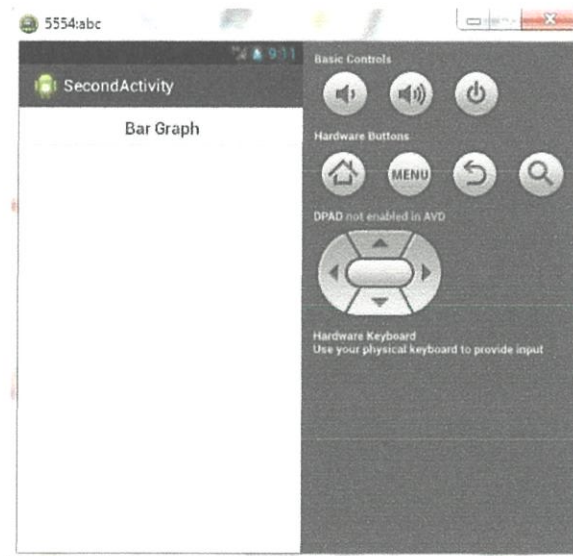 5554:abc
9:11
SecondActivity
Bar Graph
Basic Controls
Hardware Buttons
MENU
DPAD not enabled in AVD
Hardware Keyboard
Use your physical keyboard to provide input